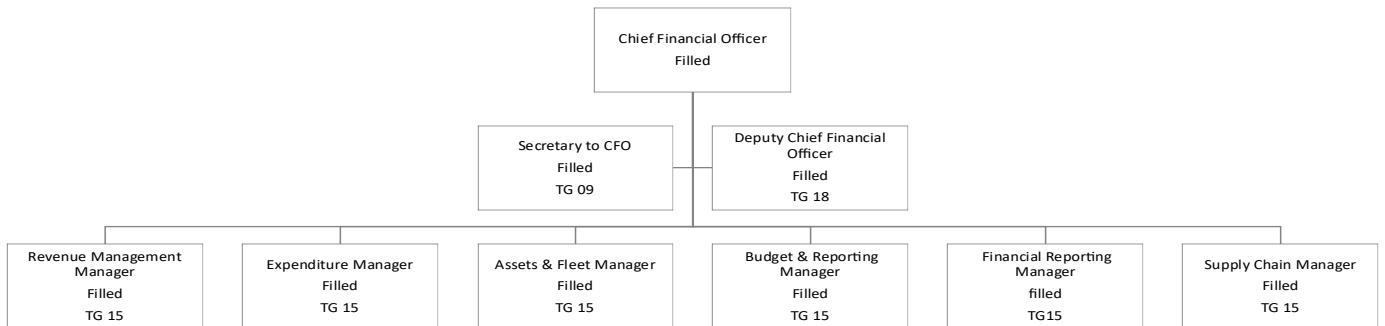 Chief Financial Officer
Filled
Secretary to CFO
Filled
TG 09
Deputy Chief Financial
Officer
Filled
TG 18
Revenue Management
Manager
Filled
TG 15
Expenditure Manager
Filled
TG 15
Assets & Fleet Manager
Filled
TG 15
Budget & Reporting
Manager
Filled
TG 15
Financial Reporting
Manager
filled
TG15
Supply Chain Manager
Filled
TG 15